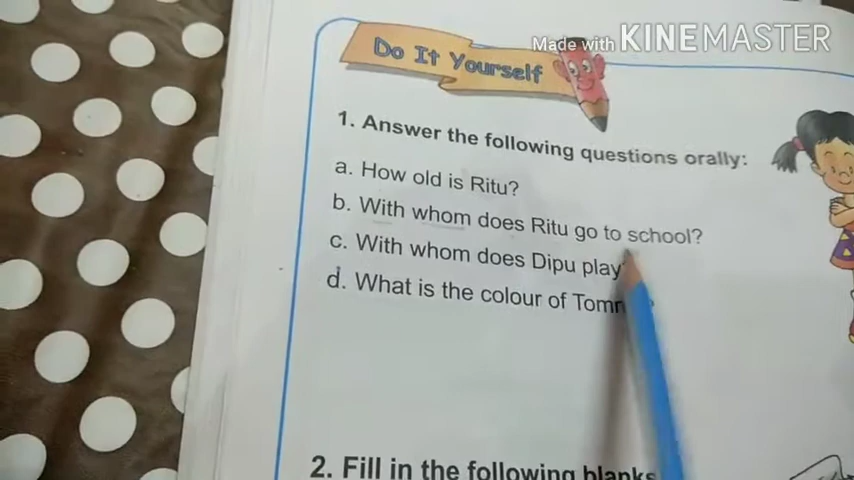 Made with KINEMASTER
Do It Yourself
1. Answer the following questions orally:
a. How old is Ritu?
b. With whom does Ritu go to school?
c. With whom does Dipu play
d. What is the colour of
2. Fill in the following blanks